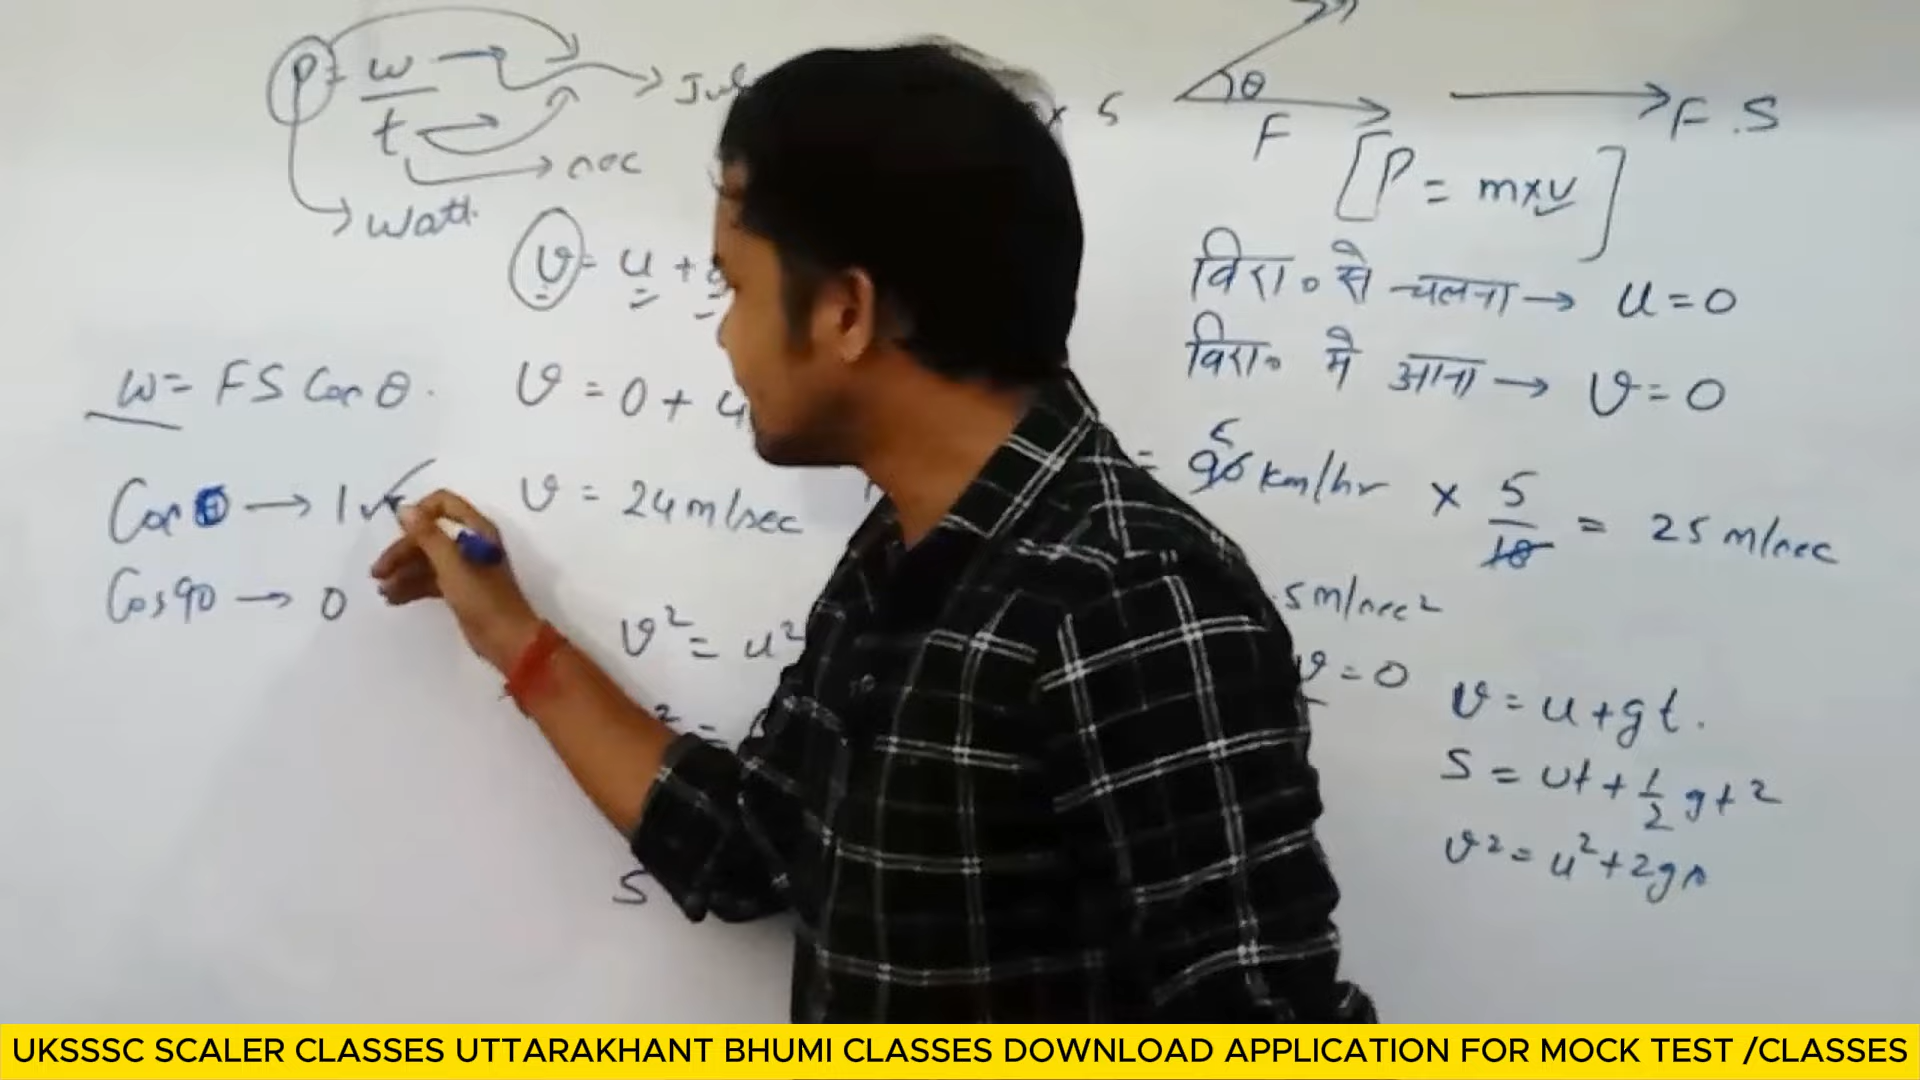 P = w/t
sec
Watt.
θ
F
F.S
x S
[P = m×v]
v = u +
विरा० से चलना → u = 0
विरा० मे आना → v = 0
w = FS Cos θ.
v = 0 + 4
= 90 km/hr × 5/18 = 25 m/sec
Cos 0 → 1 ✓
v = 24 m/sec
Cos 90 → 0
.5 m/sec²
v² = u²
v = 0
v = u + gt.
² =
s = ut + 1/2 gt²
v² = u² + 2gs
S
UKSSSC SCALER CLASSES UTTARAKHANT BHUMI CLASSES DOWNLOAD APPLICATION FOR MOCK TEST /CLASSES